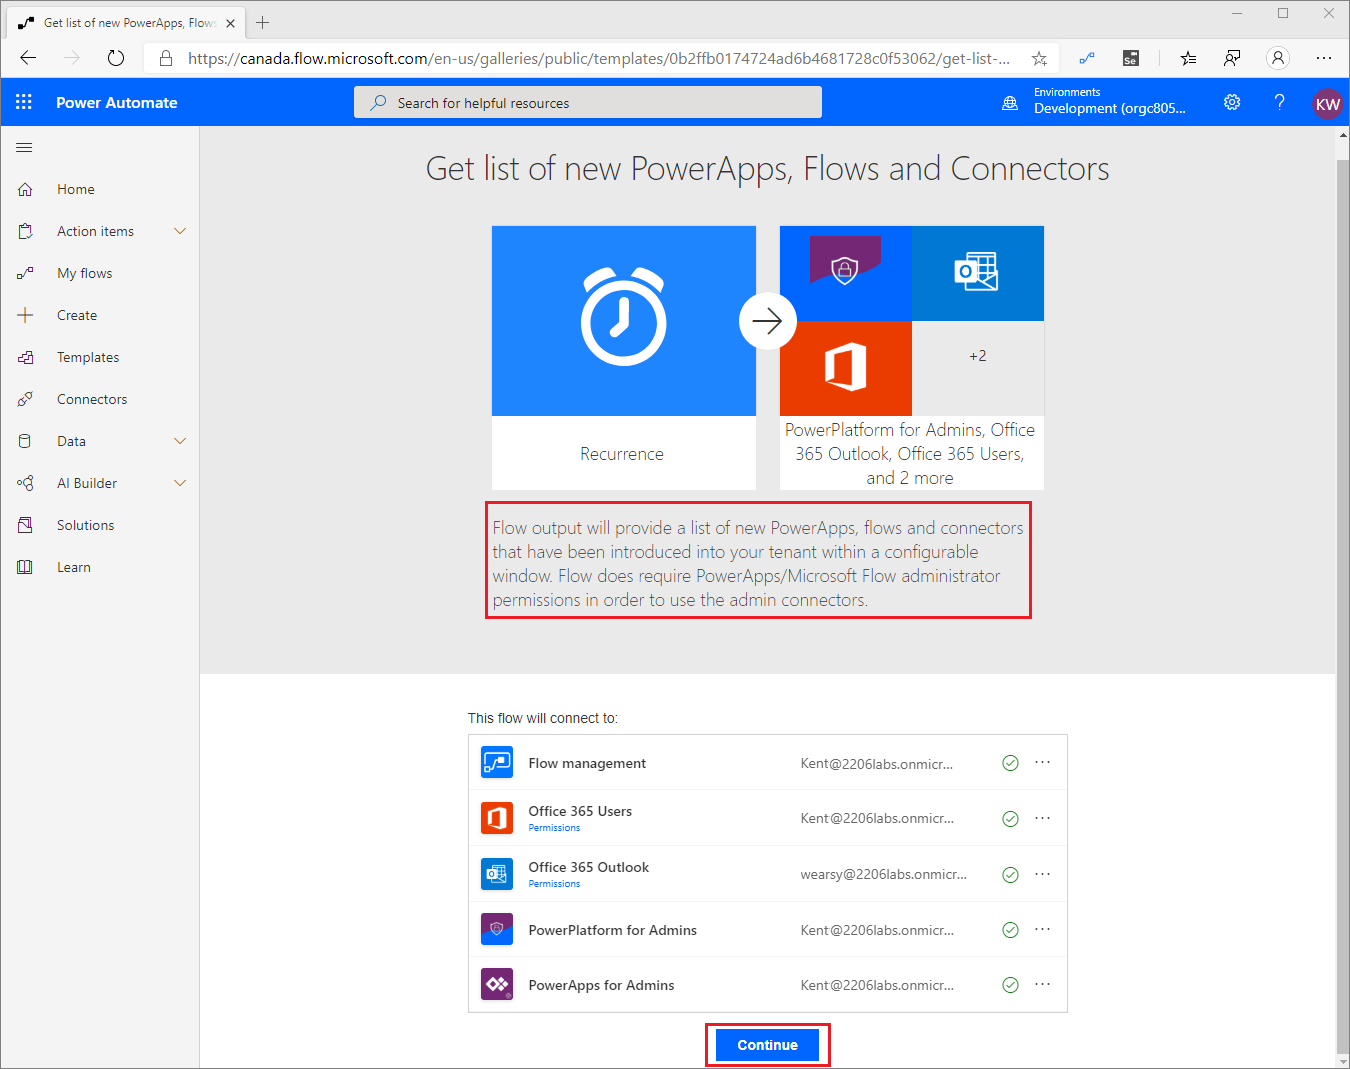 Get list of new PowerApps, Flows
https://canada.flow.microsoft.com/en-us/galleries/public/templates/0b2ffb0174724ad6b4681728c0f53062/get-list-...
Se
Power Automate
Search for helpful resources
Environments
Development (orgc805...
?
KW
Home
Action items
My flows
Create
Templates
Connectors
Data
AI Builder
Solutions
Learn
Get list of new PowerApps, Flows and Connectors
+2
Recurrence
PowerPlatform for Admins, Office
365 Outlook, Office 365 Users,
and 2 more
Flow output will provide a list of new PowerApps, flows and connectors
that have been introduced into your tenant within a configurable
window. Flow does require PowerApps/Microsoft Flow administrator
permissions in order to use the admin connectors.
This flow will connect to:
Flow management Kent@2206labs.onmicr...
Office 365 Users Kent@2206labs.onmicr...
Permissions
Office 365 Outlook wearsy@2206labs.onmicr...
Permissions
PowerPlatform for Admins Kent@2206labs.onmicr...
PowerApps for Admins Kent@2206labs.onmicr...
Continue